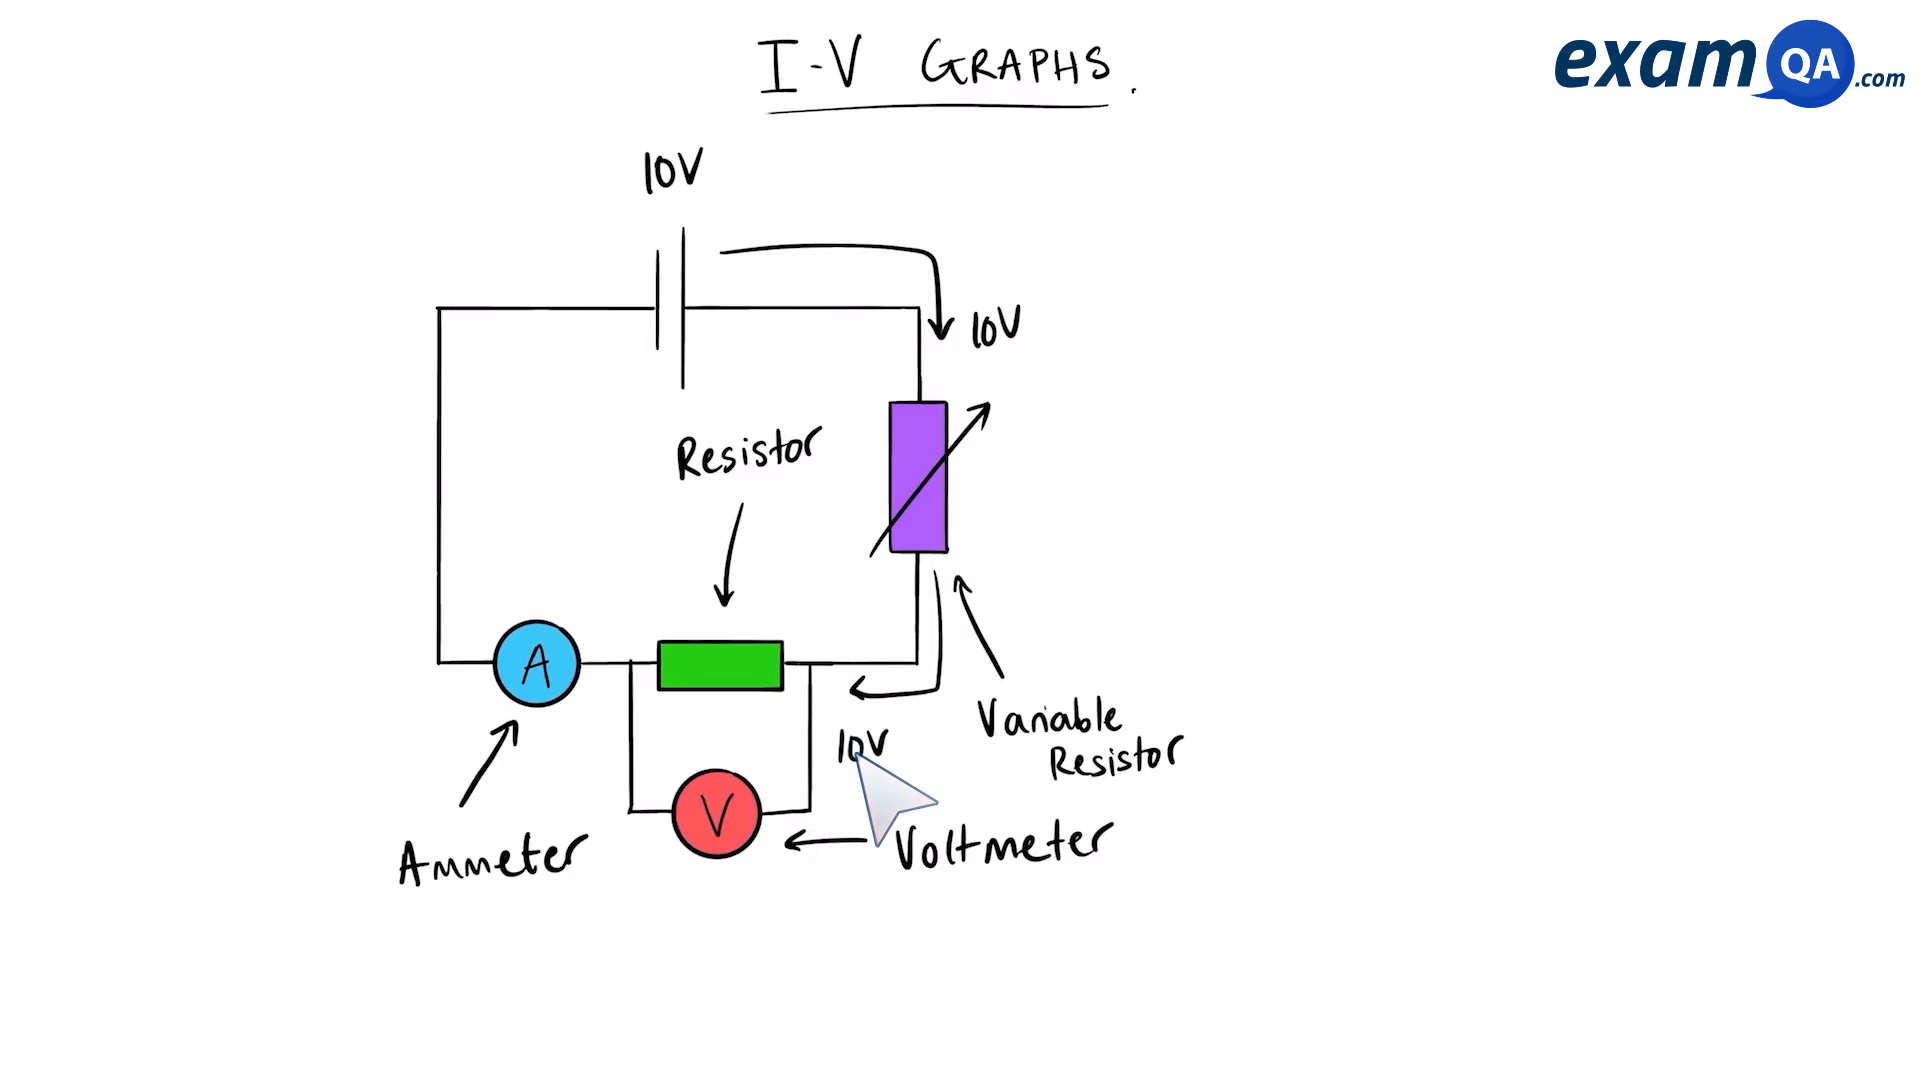 I-V GRAPHS.
examQA.com
10V
10V
Resistor
A
10V
Variable
Resistor
V
Voltmeter
Ammeter